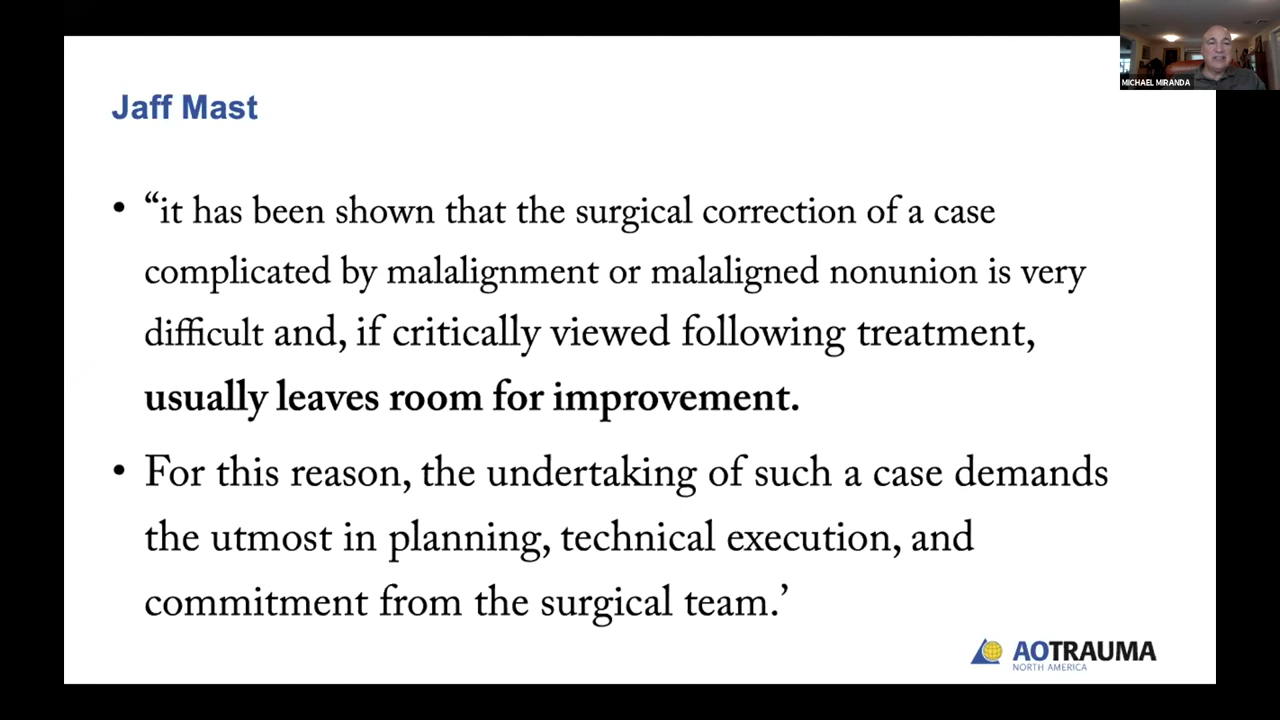 MICHAEL MIRANDA
Jaff Mast
• “it has been shown that the surgical correction of a case
complicated by malalignment or malaligned nonunion is very
difficult and, if critically viewed following treatment,
usually leaves room for improvement.
• For this reason, the undertaking of such a case demands
the utmost in planning, technical execution, and
commitment from the surgical team.’
AOTRAUMA
NORTH AMERICA